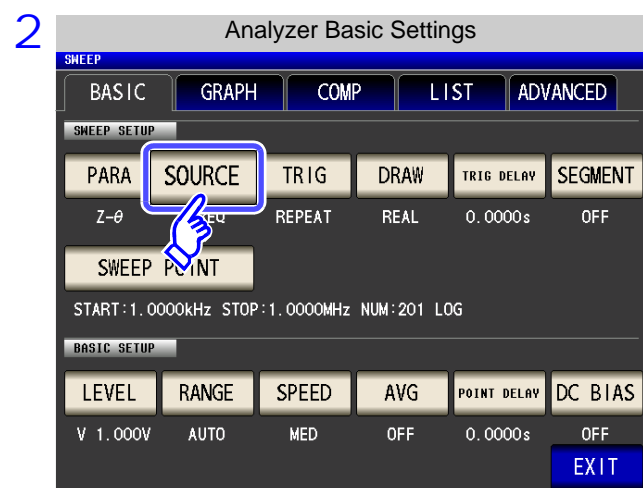 2
Analyzer Basic Settings
SWEEP
BASIC GRAPH COMP LIST ADVANCED
SWEEP SETUP
PARA SOURCE TRIG DRAW TRIG DELAY SEGMENT
Z-θ REPEAT REAL 0.0000s OFF
SWEEP POINT
START:1.0000kHz STOP:1.0000MHz NUM:201 LOG
BASIC SETUP
LEVEL RANGE SPEED AVG POINT DELAY DC BIAS
V 1.000V AUTO MED OFF 0.0000s OFF
EXIT